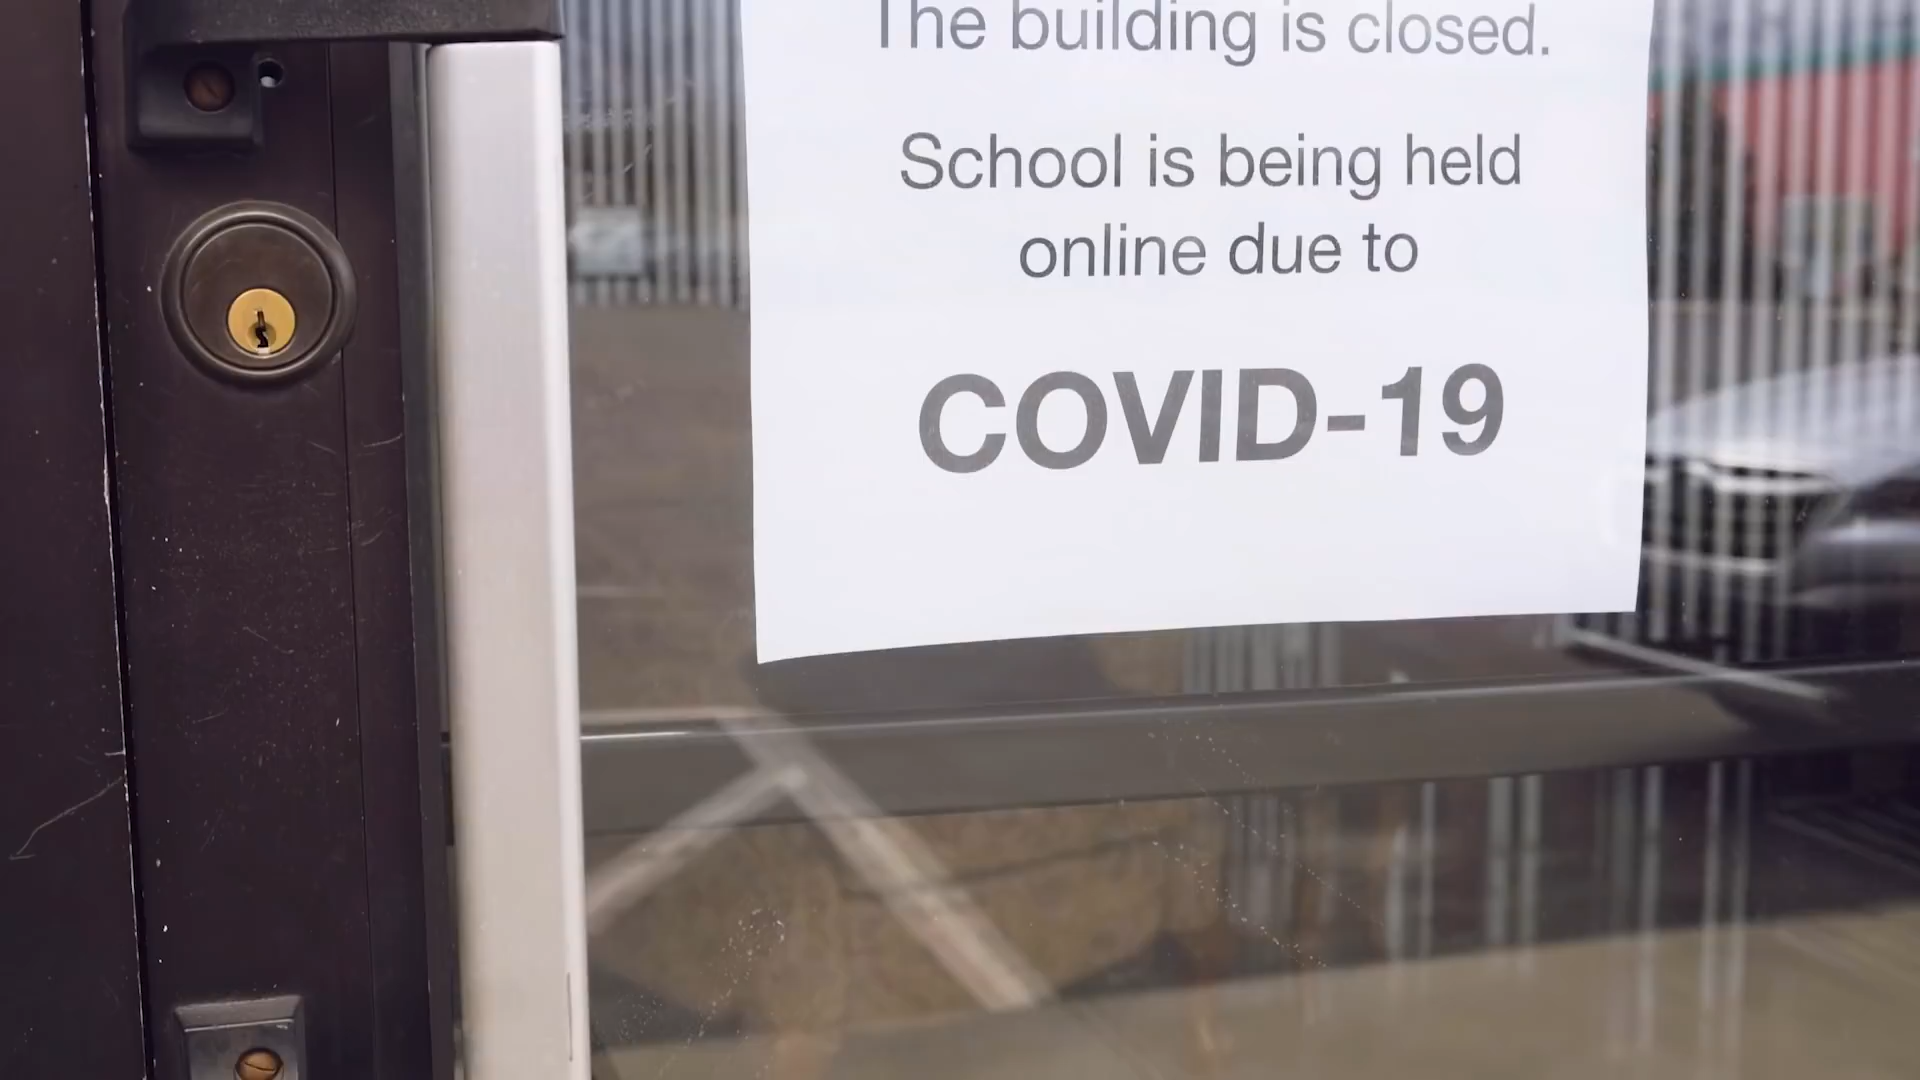 The building is closed.
School is being held
online due to
COVID-19